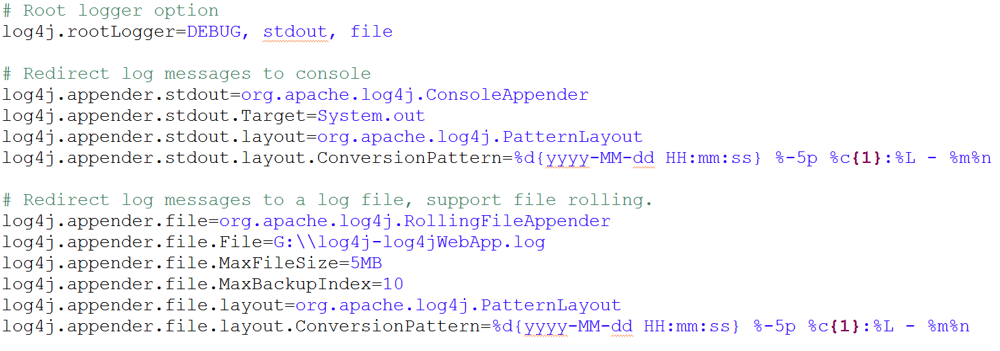 # Root logger option
log4j.rootLogger=DEBUG, stdout, file
# Redirect log messages to console
log4j.appender.stdout=org.apache.log4j.ConsoleAppender
log4j.appender.stdout.Target=System.out
log4j.appender.stdout.layout=org.apache.log4j.PatternLayout
log4j.appender.stdout.layout.ConversionPattern=%d{yyyy-MM-dd HH:mm:ss} %-5p %c{1}:%L - %m%n
# Redirect log messages to a log file, support file rolling.
log4j.appender.file=org.apache.log4j.RollingFileAppender
log4j.appender.file.File=G:\\log4j-log4jWebApp.log
log4j.appender.file.MaxFileSize=5MB
log4j.appender.file.MaxBackupIndex=10
log4j.appender.file.layout=org.apache.log4j.PatternLayout
log4j.appender.file.layout.ConversionPattern=%d{yyyy-MM-dd HH:mm:ss} %-5p %c{1}:%L - %m%n